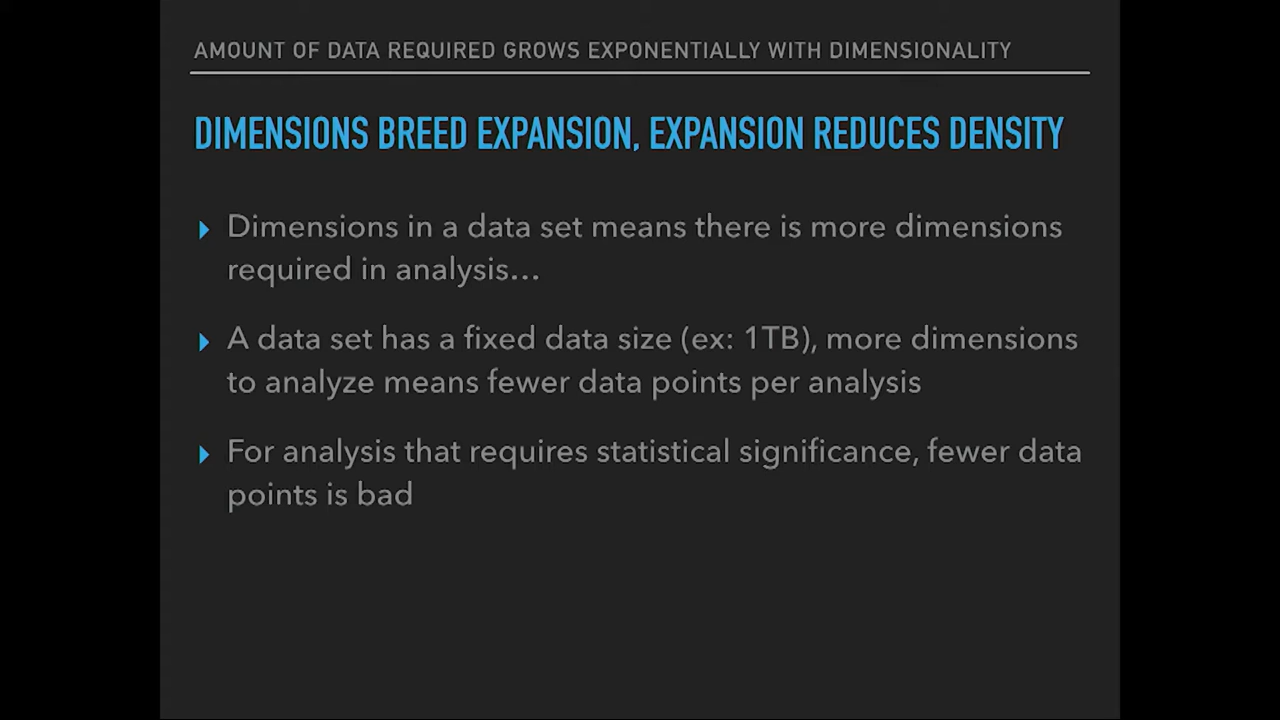 AMOUNT OF DATA REQUIRED GROWS EXPONENTIALLY WITH DIMENSIONALITY
DIMENSIONS BREED EXPANSION, EXPANSION REDUCES DENSITY
Dimensions in a data set means there is more dimensions
required in analysis…
A data set has a fixed data size (ex: 1TB), more dimensions
to analyze means fewer data points per analysis
For analysis that requires statistical significance, fewer data
points is bad